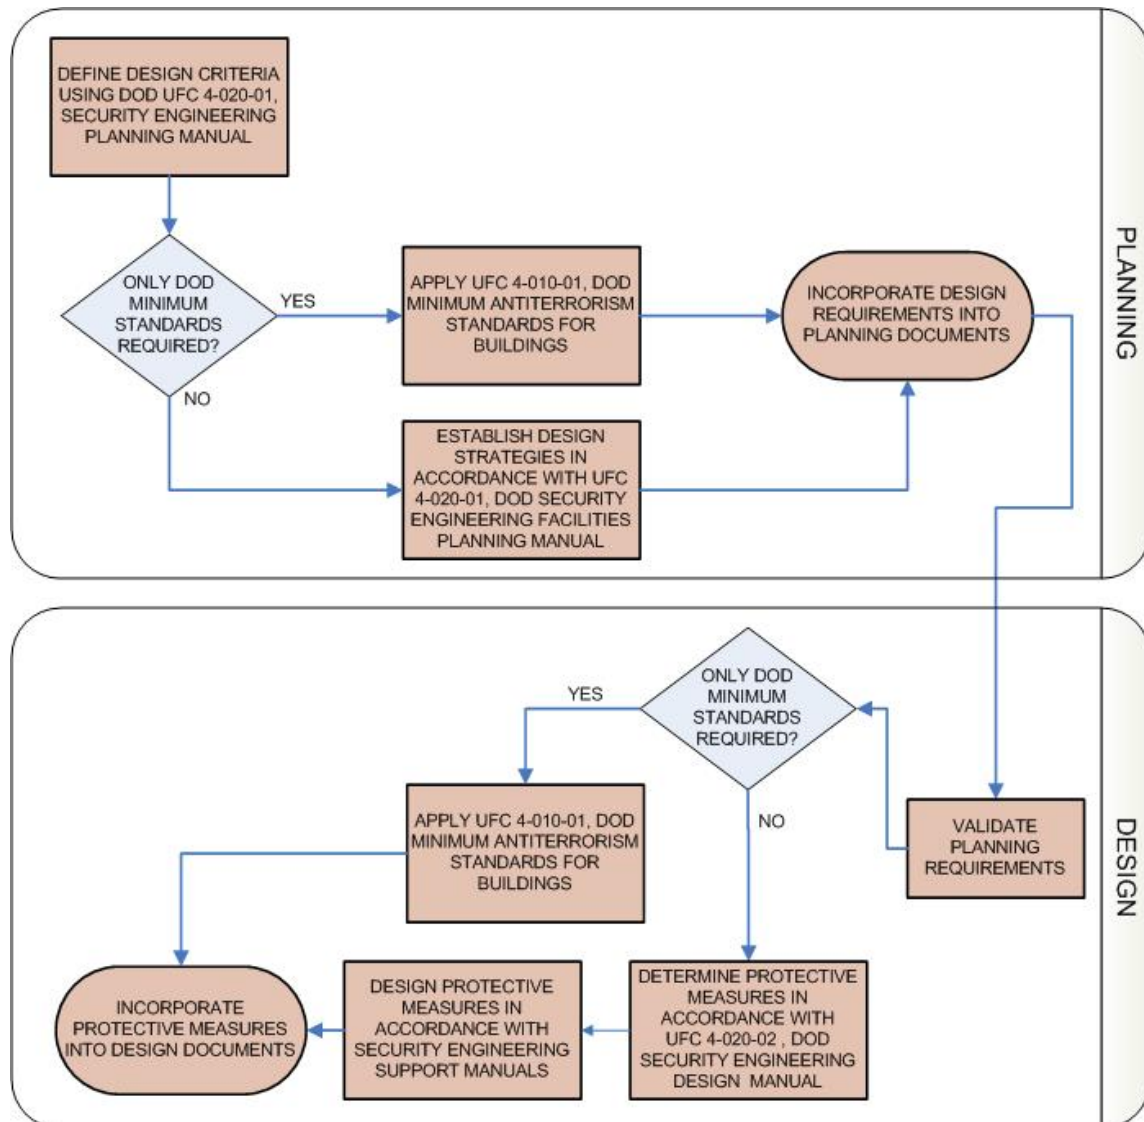 DEFINE DESIGN CRITERIA
USING DOD UFC 4-020-01,
SECURITY ENGINEERING
PLANNING MANUAL
ONLY DOD
MINIMUM
STANDARDS
REQUIRED?
YES
NO
APPLY UFC 4-010-01, DOD
MINIMUM ANTITERRORISM
STANDARDS FOR
BUILDINGS
ESTABLISH DESIGN
STRATEGIES IN
ACCORDANCE WITH UFC
4-020-01, DOD SECURITY
ENGINEERING FACILITIES
PLANNING MANUAL
INCORPORATE DESIGN
REQUIREMENTS INTO
PLANNING DOCUMENTS
PLANNING
VALIDATE
PLANNING
REQUIREMENTS
ONLY DOD
MINIMUM
STANDARDS
REQUIRED?
YES
NO
APPLY UFC 4-010-01, DOD
MINIMUM ANTITERRORISM
STANDARDS FOR
BUILDINGS
DETERMINE PROTECTIVE
MEASURES IN
ACCORDANCE WITH
UFC 4-020-02 , DOD
SECURITY ENGINEERING
DESIGN MANUAL
DESIGN PROTECTIVE
MEASURES IN
ACCORDANCE WITH
SECURITY ENGINEERING
SUPPORT MANUALS
INCORPORATE
PROTECTIVE MEASURES
INTO DESIGN DOCUMENTS
DESIGN